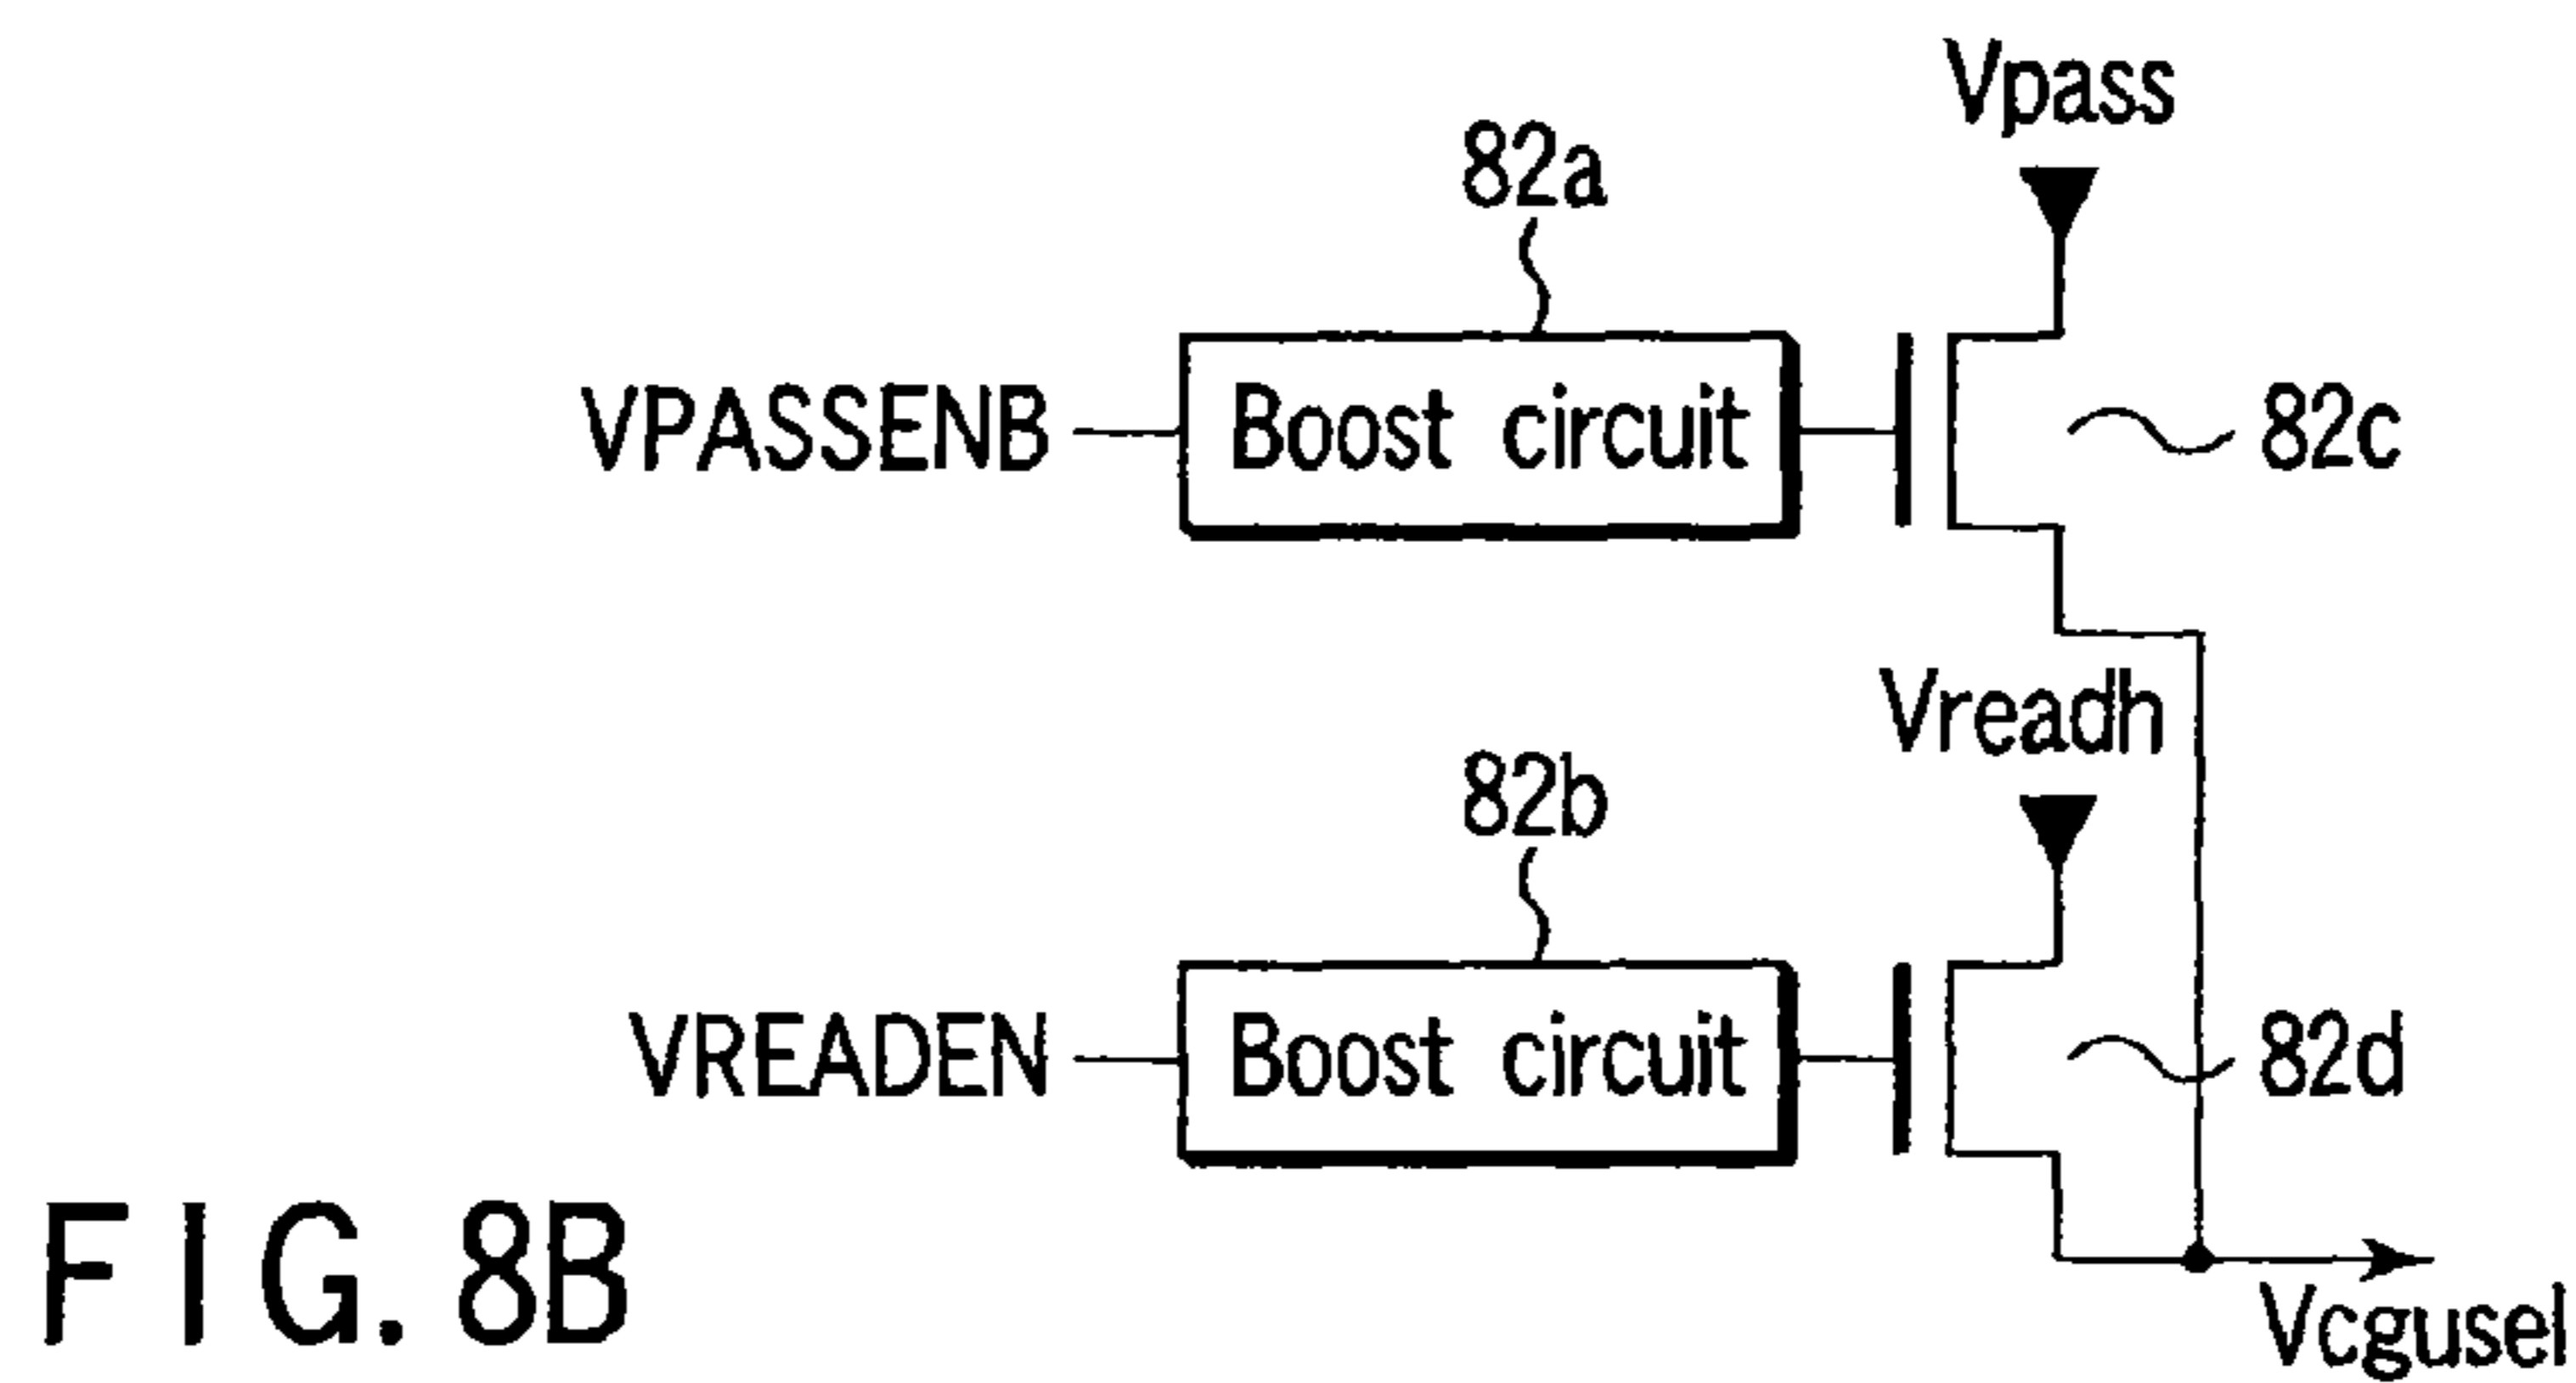 Vpass
82a
VPASSENB
Boost circuit
82c
Vreadh
82b
VREADEN
Boost circuit
82d
FIG. 8B
Vcgusel